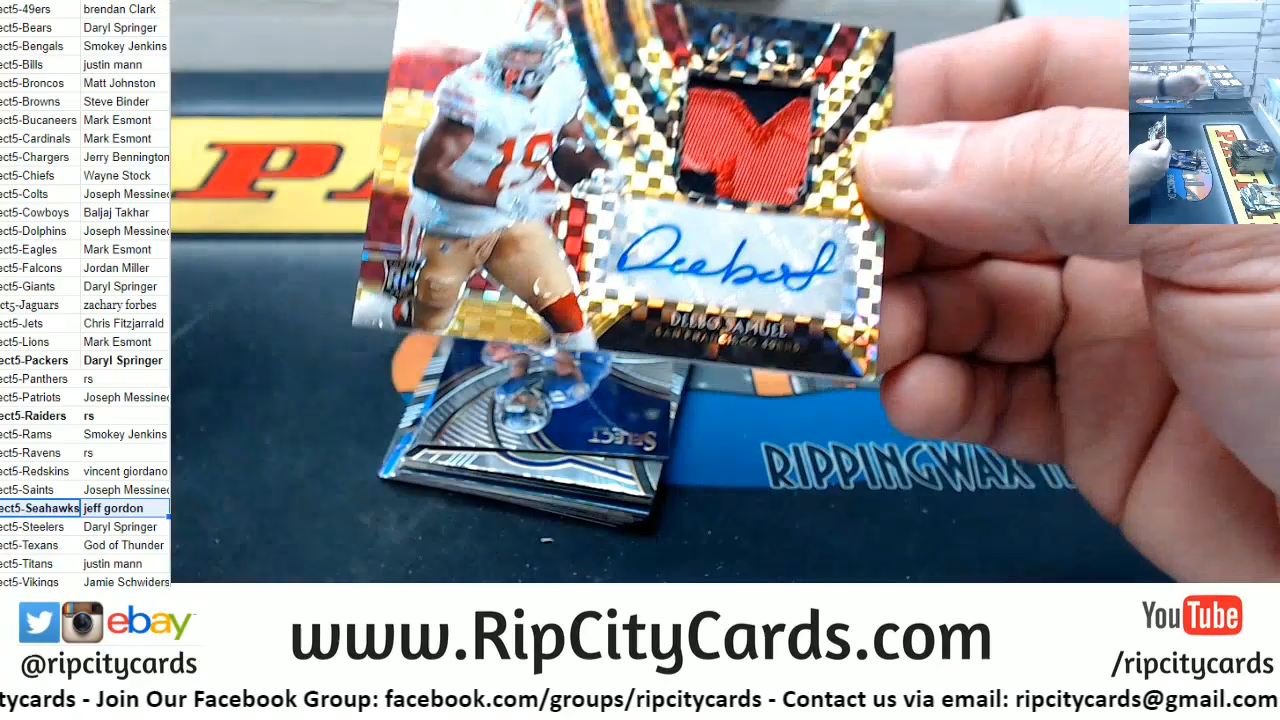 ect5-49ers brendan Clark
ect5-Bears Daryl Springer
ect5-Bengals Smokey Jenkins
ect5-Bills justin mann
ect5-Broncos Matt Johnston
ect5-Browns Steve Binder
ect5-Bucaneers Mark Esmont
ect5-Cardinals Mark Esmont
ect5-Chargers Jerry Bennington
ect5-Chiefs Wayne Stock
ect5-Colts Joseph Messinec
ect5-Cowboys Baljaj Takhar
ect5-Dolphins Joseph Messinec
ect5-Eagles Mark Esmont
ect5-Falcons Jordan Miller
ect5-Giants Daryl Springer
ect5-Jaguars zachary forbes
ect5-Jets Chris Fitzjarrald
ect5-Lions Mark Esmont
ect5-Packers Daryl Springer
ect5-Panthers rs
ect5-Patriots Joseph Messinec
ect5-Raiders rs
ect5-Rams Smokey Jenkins
ect5-Ravens rs
ect5-Redskins vincent giordano
ect5-Saints Joseph Messinec
ect5-Seahawks jeff gordon
ect5-Steelers Daryl Springer
ect5-Texans God of Thunder
ect5-Titans justin mann
ect5-Vikings Jamie Schwiders
SELECT
19
Deebo S
DEEBO SAMUEL
SAN FRANCISCO 49ERS
PA
SELECT
RIPPINGWAX
ebay
@ripcitycards
www.RipCityCards.com
YouTube
/ripcitycards
tycards - Join Our Facebook Group: facebook.com/groups/ripcitycards - Contact us via email: ripcitycards@gmail.com